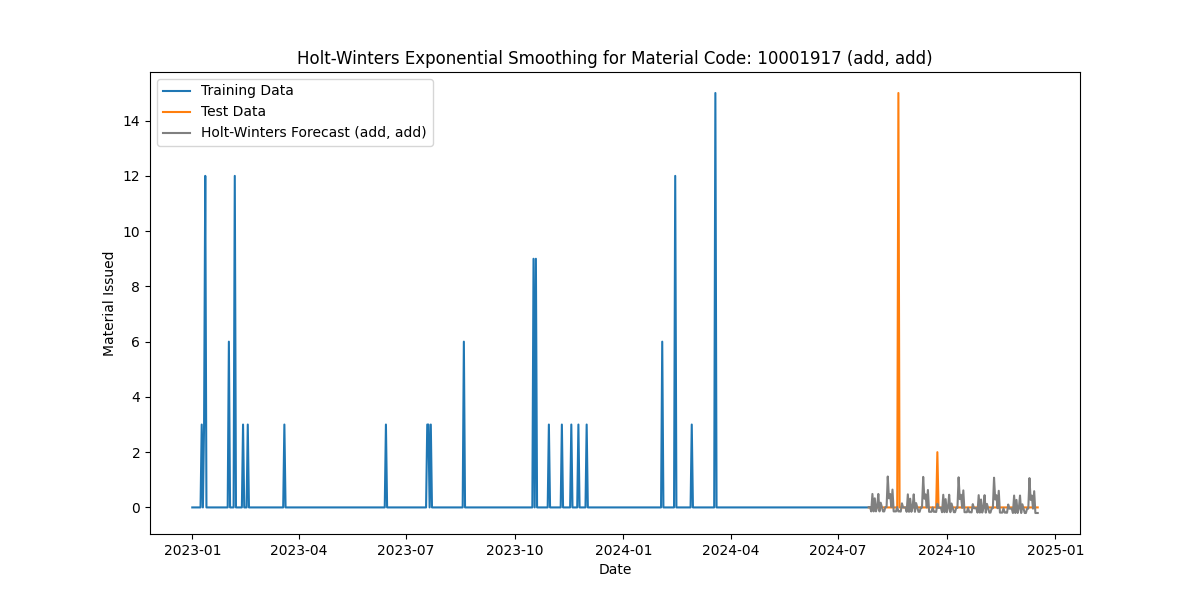 Holt-Winters Exponential Smoothing for Material Code: 10001917 (add, add)
Training Data
Test Data
Holt-Winters Forecast (add, add)
Material Issued
14
12
10
8
6
4
2
0
2023-01
2023-04
2023-07
2023-10
2024-01
2024-04
2024-07
2024-10
2025-01
Date